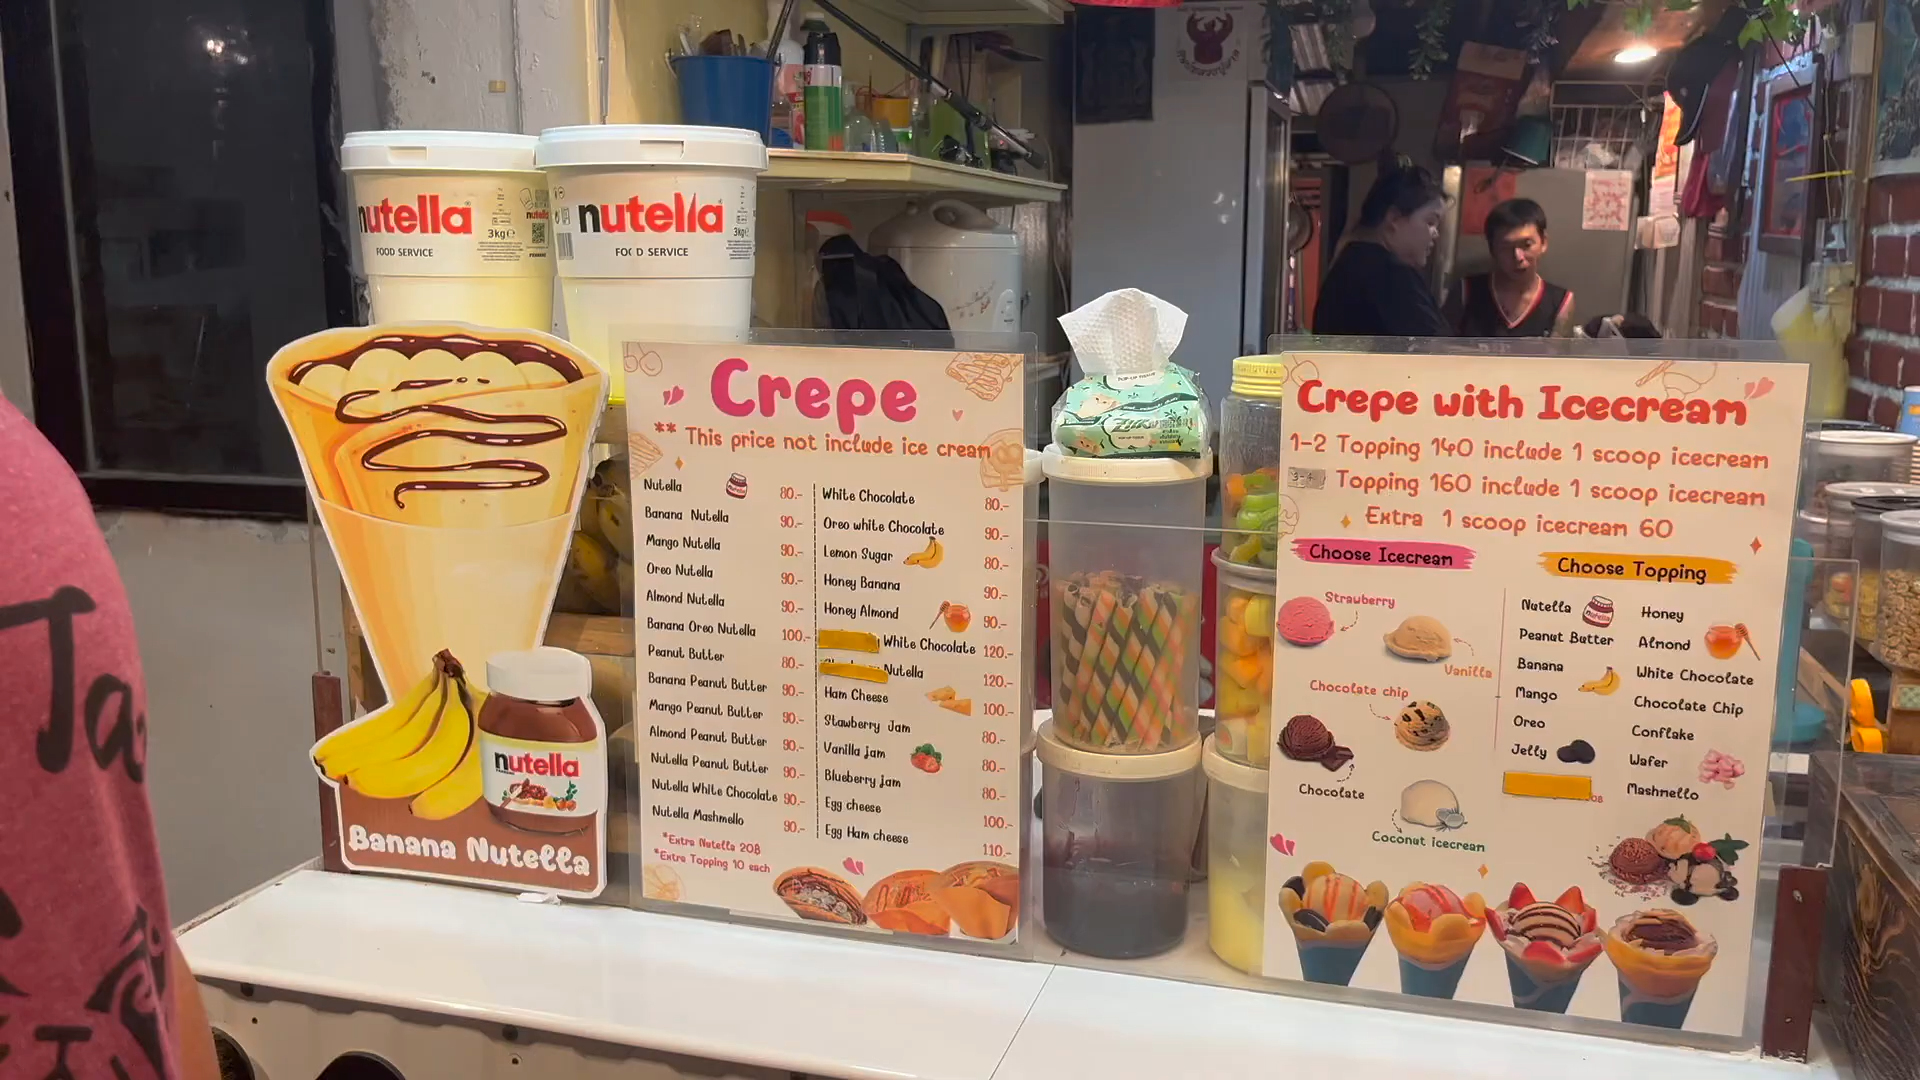 nutella
3kg e
FOOD SERVICE
nutella
3kg e
FOOD SERVICE
Banana Nutella
nutella
Crepe
** This price not include ice cream
Nutella 80.-
Banana Nutella 90.-
Mango Nutella 90.-
Oreo Nutella 90.-
Almond Nutella 90.-
Banana Oreo Nutella 100.-
Peanut Butter 80.-
Banana Peanut Butter 90.-
Mango Peanut Butter 90.-
Almond Peanut Butter 90.-
Nutella Peanut Butter 90.-
Nutella White Chocolate 90.-
Nutella Mashmello 90.-
*Extra Nutella 20B
*Extra Topping 10 each
White Chocolate 80.-
Oreo white Chocolate 90.-
Lemon Sugar 80.-
Honey Banana 90.-
Honey Almond 90.-
White Chocolate 120.-
Nutella 120.-
Ham Cheese 100.-
Stawberry Jam 80.-
Vanilla jam 80.-
Blueberry jam 80.-
Egg cheese 100.-
Egg Ham cheese 110.-
Crepe with Icecream
1-2 Topping 140 include 1 scoop icecream
3-4 Topping 160 include 1 scoop icecream
Extra 1 scoop icecream 60
Choose Icecream
Strawberry
Vanilla
Chocolate chip
Chocolate
Coconut icecream
Choose Topping
Nutella
Peanut Butter
Banana
Mango
Oreo
Jelly
Honey
Almond
White Chocolate
Chocolate Chip
Conflake
Wafer
Mashmello
Ta